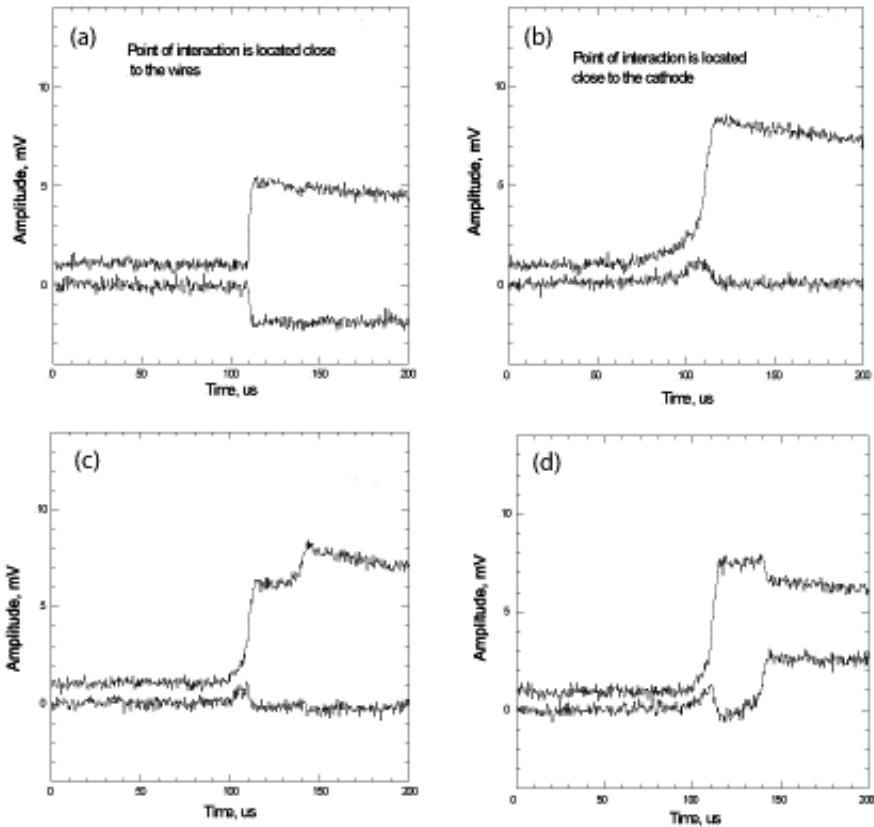 (a)
Point of interaction is located close
to the wires
Amplitude, mV
10
5
0
0
50
100
150
200
Time, us
(b)
Point of interaction is located
close to the cathode
Amplitude, mV
10
5
0
0
50
100
150
200
Time, us
(c)
Amplitude, mV
10
5
0
0
50
100
150
200
Time, us
(d)
Amplitude, mV
10
5
0
0
50
100
150
200
Time, us